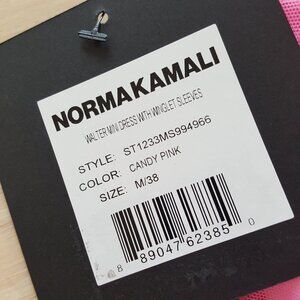 NORMAKAMALI
WALTER MINI DRESS WITH WINGLET SLEEVES
STYLE: ST1233MS994966
COLOR: CANDY PINK
SIZE: M/38
8 89047 62385 0